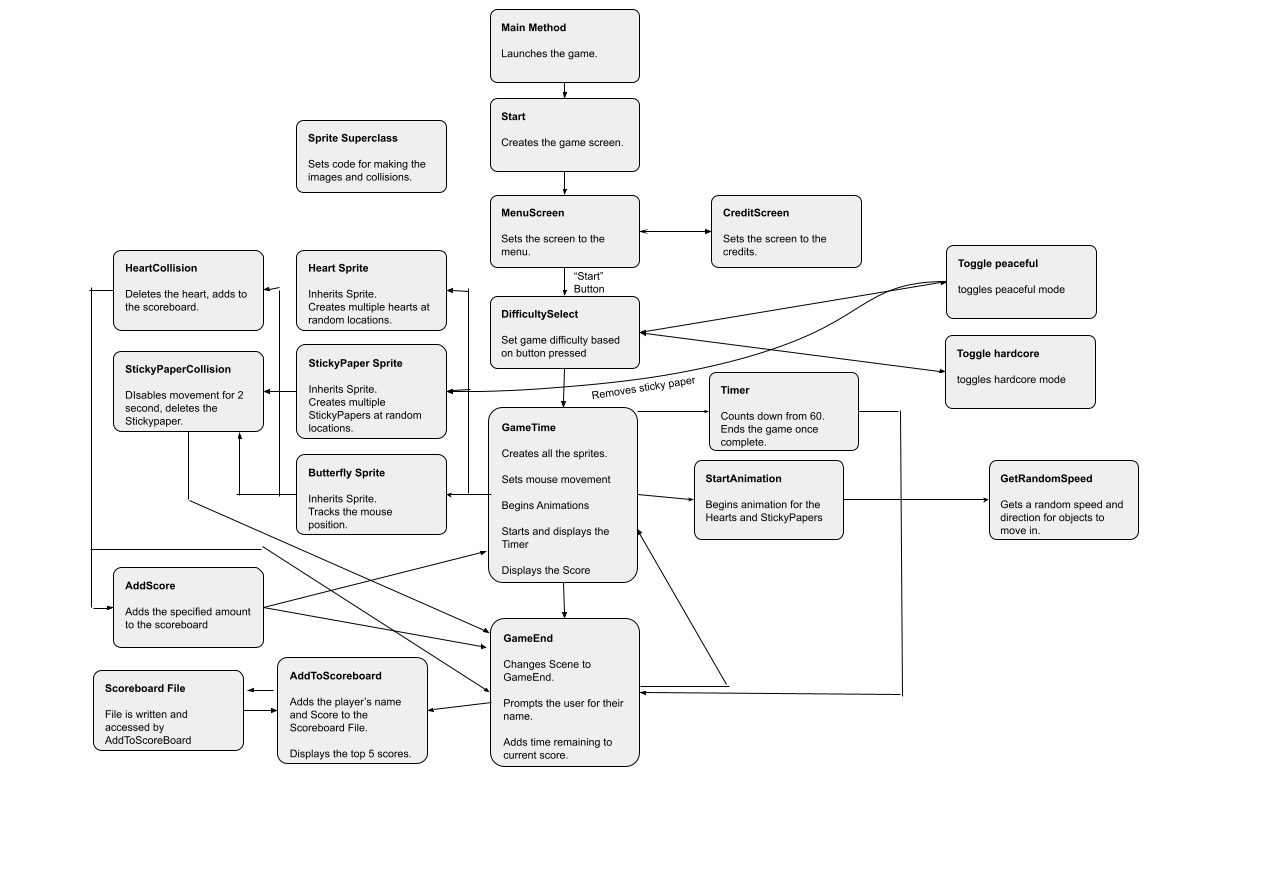 Main Method
Launches the game.
Start
Creates the game screen.
Sprite Superclass
Sets code for making the
images and collisions.
MenuScreen
Sets the screen to the
menu.
CreditScreen
Sets the screen to the
credits.
"Start"
Button
HeartCollision
Deletes the heart, adds to
the scoreboard.
Heart Sprite
Inherits Sprite.
Creates multiple hearts at
random locations.
DifficultySelect
Set game difficulty based
on button pressed
Toggle peaceful
toggles peaceful mode
Toggle hardcore
toggles hardcore mode
StickyPaperCollision
DIsables movement for 2
second, deletes the
Stickypaper.
StickyPaper Sprite
Inherits Sprite.
Creates multiple
StickyPapers at random
locations.
Removes sticky paper
Timer
Counts down from 60.
Ends the game once
complete.
Butterfly Sprite
Inherits Sprite.
Tracks the mouse
position.
GameTime
Creates all the sprites.
Sets mouse movement
Begins Animations
Starts and displays the
Timer
Displays the Score
StartAnimation
Begins animation for the
Hearts and StickyPapers
GetRandomSpeed
Gets a random speed and
direction for objects to
move in.
AddScore
Adds the specified amount
to the scoreboard
GameEnd
Changes Scene to
GameEnd.
Prompts the user for their
name.
Adds time remaining to
current score.
Scoreboard File
File is written and
accessed by
AddToScoreBoard
AddToScoreboard
Adds the player's name
and Score to the
Scoreboard File.
Displays the top 5 scores.